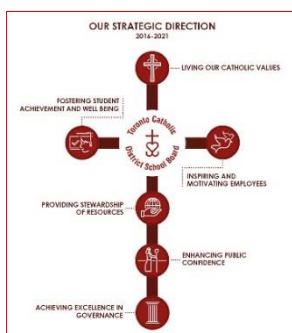 OUR STRATEGIC DIRECTION
2016-2021
LIVING OUR CATHOLIC VALUES
FOSTERING STUDENT
ACHIEVEMENT AND WELL BEING
Toronto Catholic
District School Board
INSPIRING AND
MOTIVATING EMPLOYEES
PROVIDING STEWARDSHIP
OF RESOURCES
ENHANCING PUBLIC
CONFIDENCE
ACHIEVING EXCELLENCE IN
GOVERNANCE